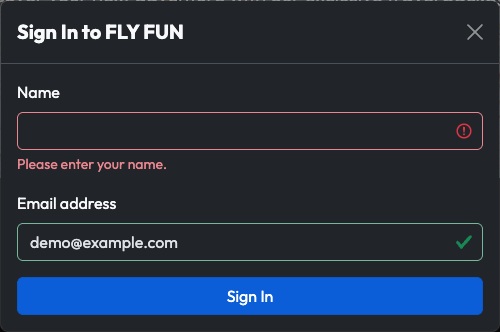 Sign In to FLY FUN
Name
Please enter your name.
Email address
demo@example.com
Sign In